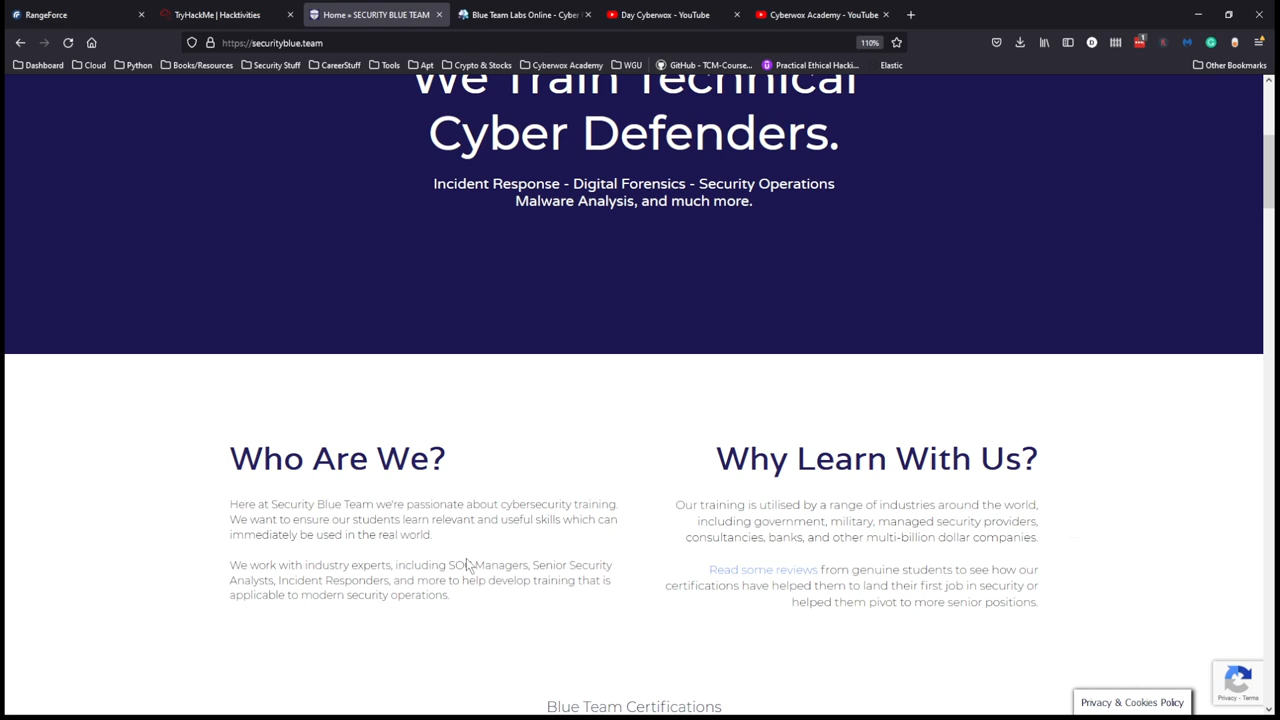 RangeForce
TryHackMe | Hacktivities
Home » SECURITY BLUE TEAM
Blue Team Labs Online - Cyber
Day Cyberwox - YouTube
Cyberwox Academy - YouTube
https://securityblue.team
110%
1
Dashboard
Cloud
Python
Books/Resources
Security Stuff
CareerStuff
Tools
Apt
Crypto & Stocks
Cyberwox Academy
WGU
GitHub - TCM-Course...
Practical Ethical Hacki...
Elastic
Other Bookmarks
We Train Technical
Cyber Defenders.
Incident Response - Digital Forensics - Security Operations
Malware Analysis, and much more.
Who Are We?
Here at Security Blue Team we're passionate about cybersecurity training.
We want to ensure our students learn relevant and useful skills which can
immediately be used in the real world.
We work with industry experts, including SOC Managers, Senior Security
Analysts, Incident Responders, and more to help develop training that is
applicable to modern security operations.
Why Learn With Us?
Our training is utilised by a range of industries around the world,
including government, military, managed security providers,
consultancies, banks, and other multi-billion dollar companies.
Read some reviews from genuine students to see how our
certifications have helped them to land their first job in security or
helped them pivot to more senior positions.
Blue Team Certifications
Privacy - Terms
Privacy & Cookies Policy